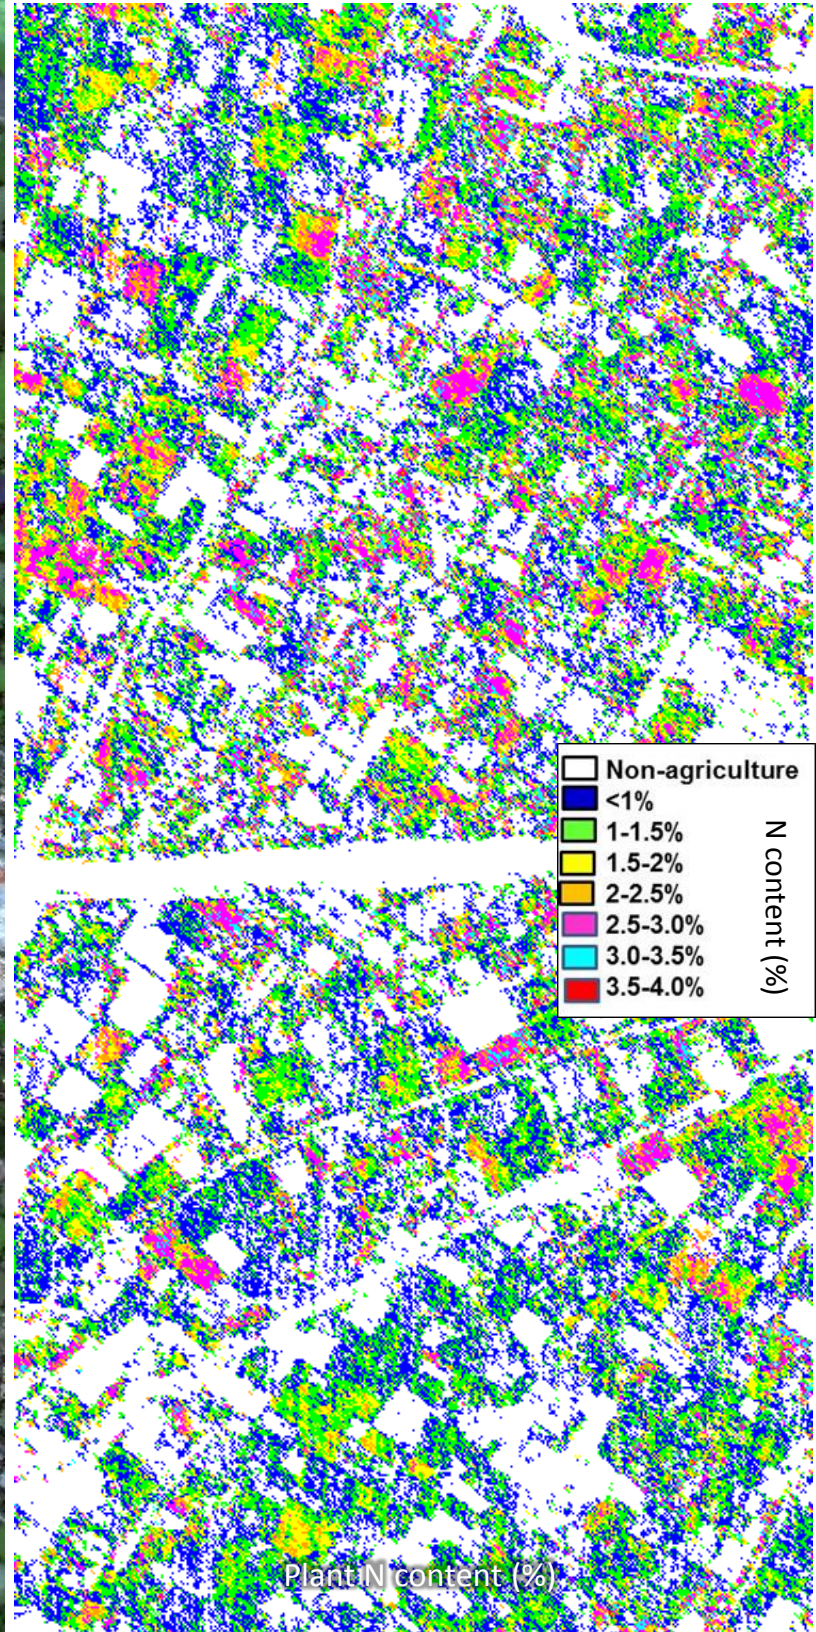 Non-agriculture
<1%
1-1.5%
1.5-2%
2-2.5%
2.5-3.0%
3.0-3.5%
3.5-4.0%
N content (%)
Plant N content (%)